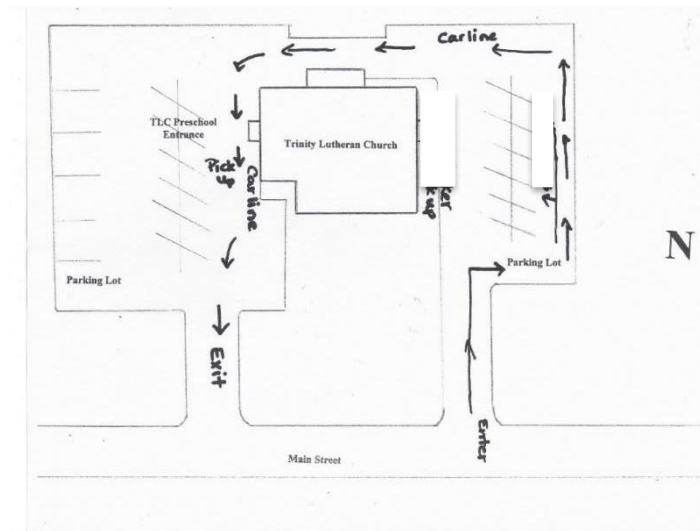 Carline
TLC Preschool
Entrance
Trinity Lutheran Church
Pick
Up
Carline
N
Parking Lot
Parking Lot
Exit
Enter
Main Street